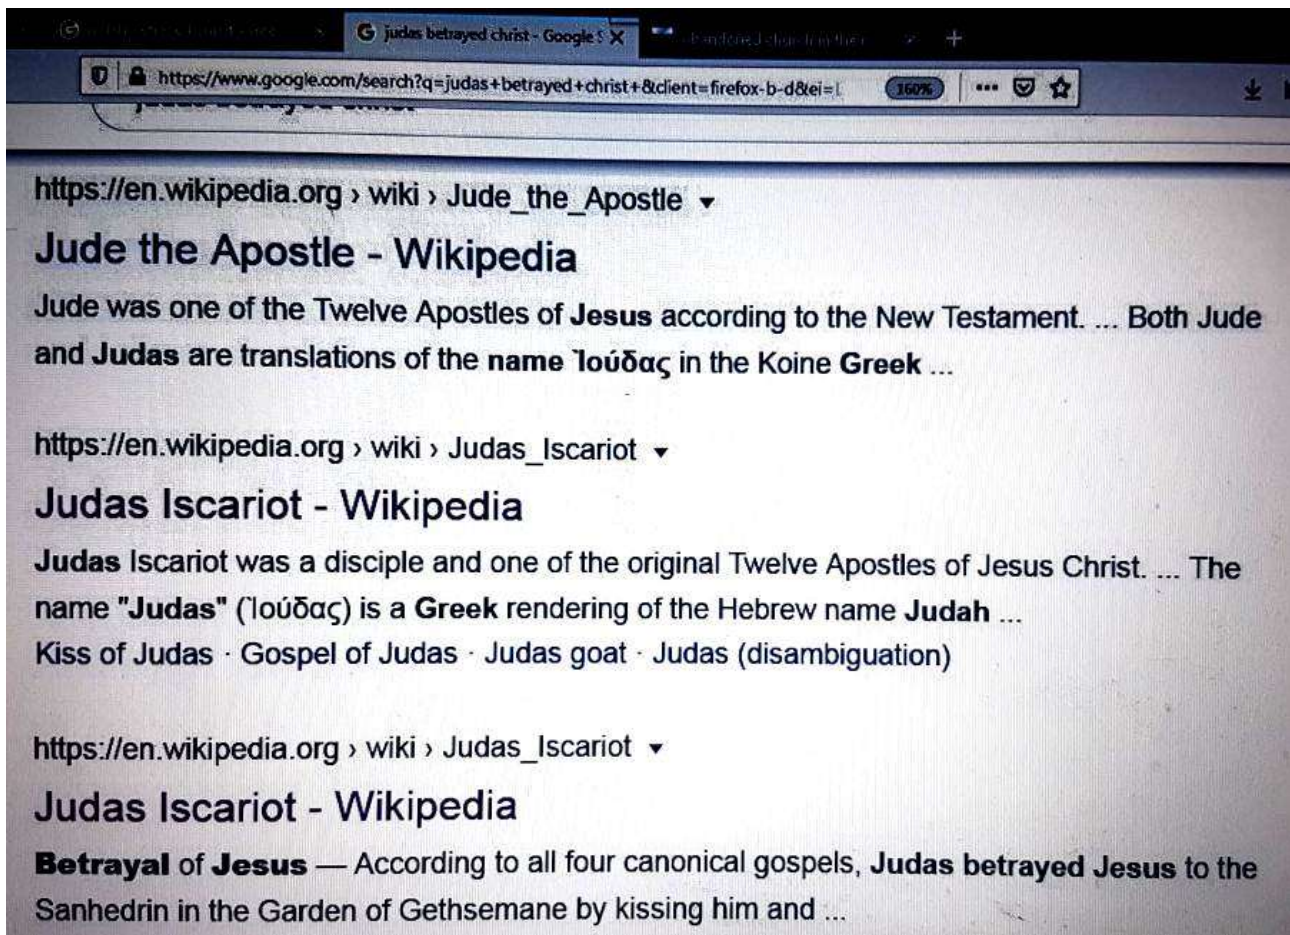 judas betrayed christ - Google S
https://www.google.com/search?q=judas+betrayed+christ+&client=firefox-b-d&ei=
160%
judas betrayed christ
https://en.wikipedia.org › wiki › Jude_the_Apostle
Jude the Apostle - Wikipedia
Jude was one of the Twelve Apostles of Jesus according to the New Testament. ... Both Jude
and Judas are translations of the name Ὶούδας in the Koine Greek ...
https://en.wikipedia.org › wiki › Judas_Iscariot
Judas Iscariot - Wikipedia
Judas Iscariot was a disciple and one of the original Twelve Apostles of Jesus Christ. ... The
name "Judas" (Ὶούδας) is a Greek rendering of the Hebrew name Judah ...
Kiss of Judas · Gospel of Judas · Judas goat · Judas (disambiguation)
https://en.wikipedia.org › wiki › Judas_Iscariot
Judas Iscariot - Wikipedia
Betrayal of Jesus — According to all four canonical gospels, Judas betrayed Jesus to the
Sanhedrin in the Garden of Gethsemane by kissing him and ...